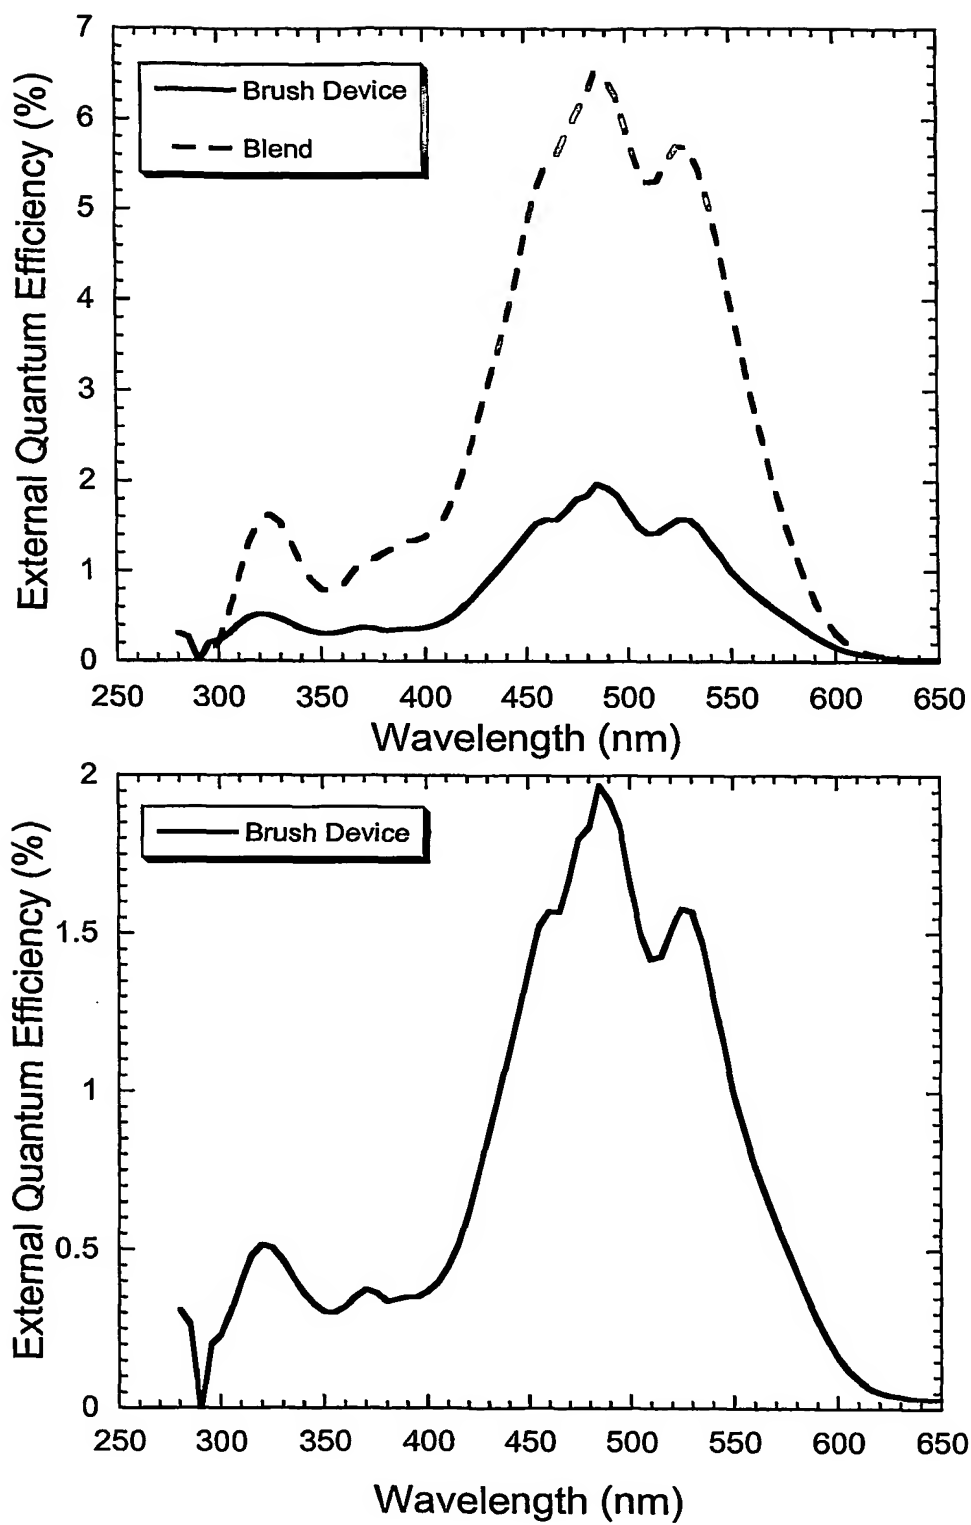 7
6
5
4
3
2
1
0
External Quantum Efficiency (%)
Brush Device
Blend
250 300 350 400 450 500 550 600 650
Wavelength (nm)
2
1.5
1
0.5
0
External Quantum Efficiency (%)
Brush Device
250 300 350 400 450 500 550 600 650
Wavelength (nm)